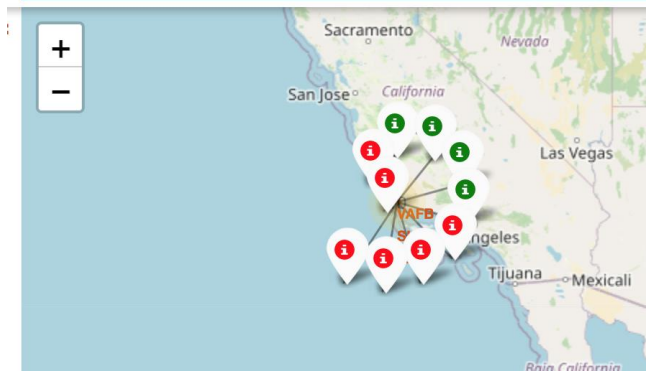 +
−
Sacramento
Nevada
San Jose
California
Las Vegas
VAFB
S
ngeles
Tijuana
Mexicali
Baja California